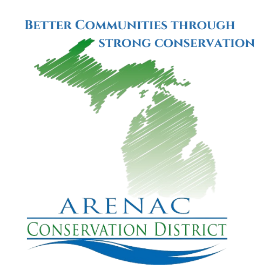 Better Communities through
strong conservation
ARENAC
Conservation District